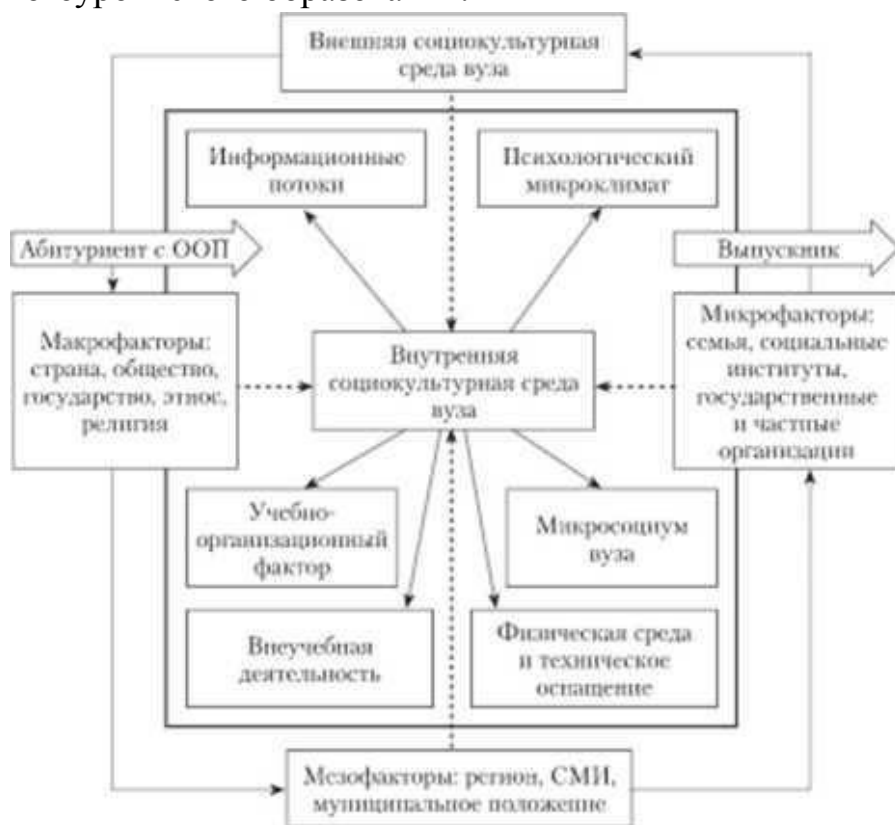 Внешняя социокультурная
среда вуза
Информационные
потоки
Психологический
микроклимат
Абитуриент с ООП
Выпускник
Макрофакторы:
страна, общество,
государство, этнос,
религия
Внутренняя
социокультурная среда
вуза
Микрофакторы:
семья, социальные
институты,
государственные
и частные
организации
Учебно-
организационный
фактор
Микросоциум
вуза
Внеучебная
деятельность
Физическая среда
и техническое
оснащение
Мезофакторы: регион, СМИ,
муниципальное положение